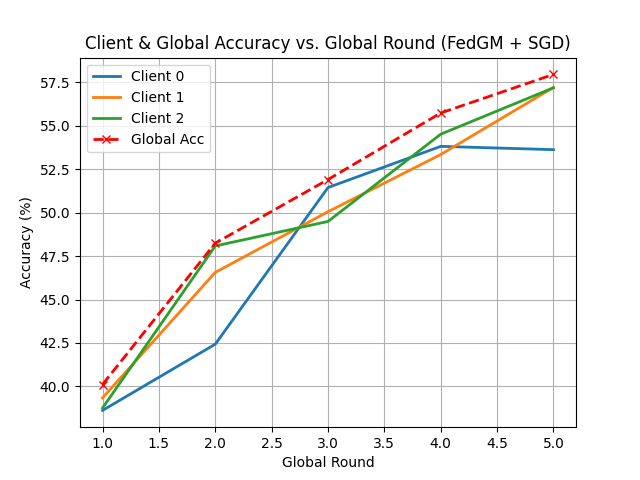 Client & Global Accuracy vs. Global Round (FedGM + SGD)
Client 0
Client 1
Client 2
Global Acc
Accuracy (%)
57.5
55.0
52.5
50.0
47.5
45.0
42.5
40.0
1.0 1.5 2.0 2.5 3.0 3.5 4.0 4.5 5.0
Global Round